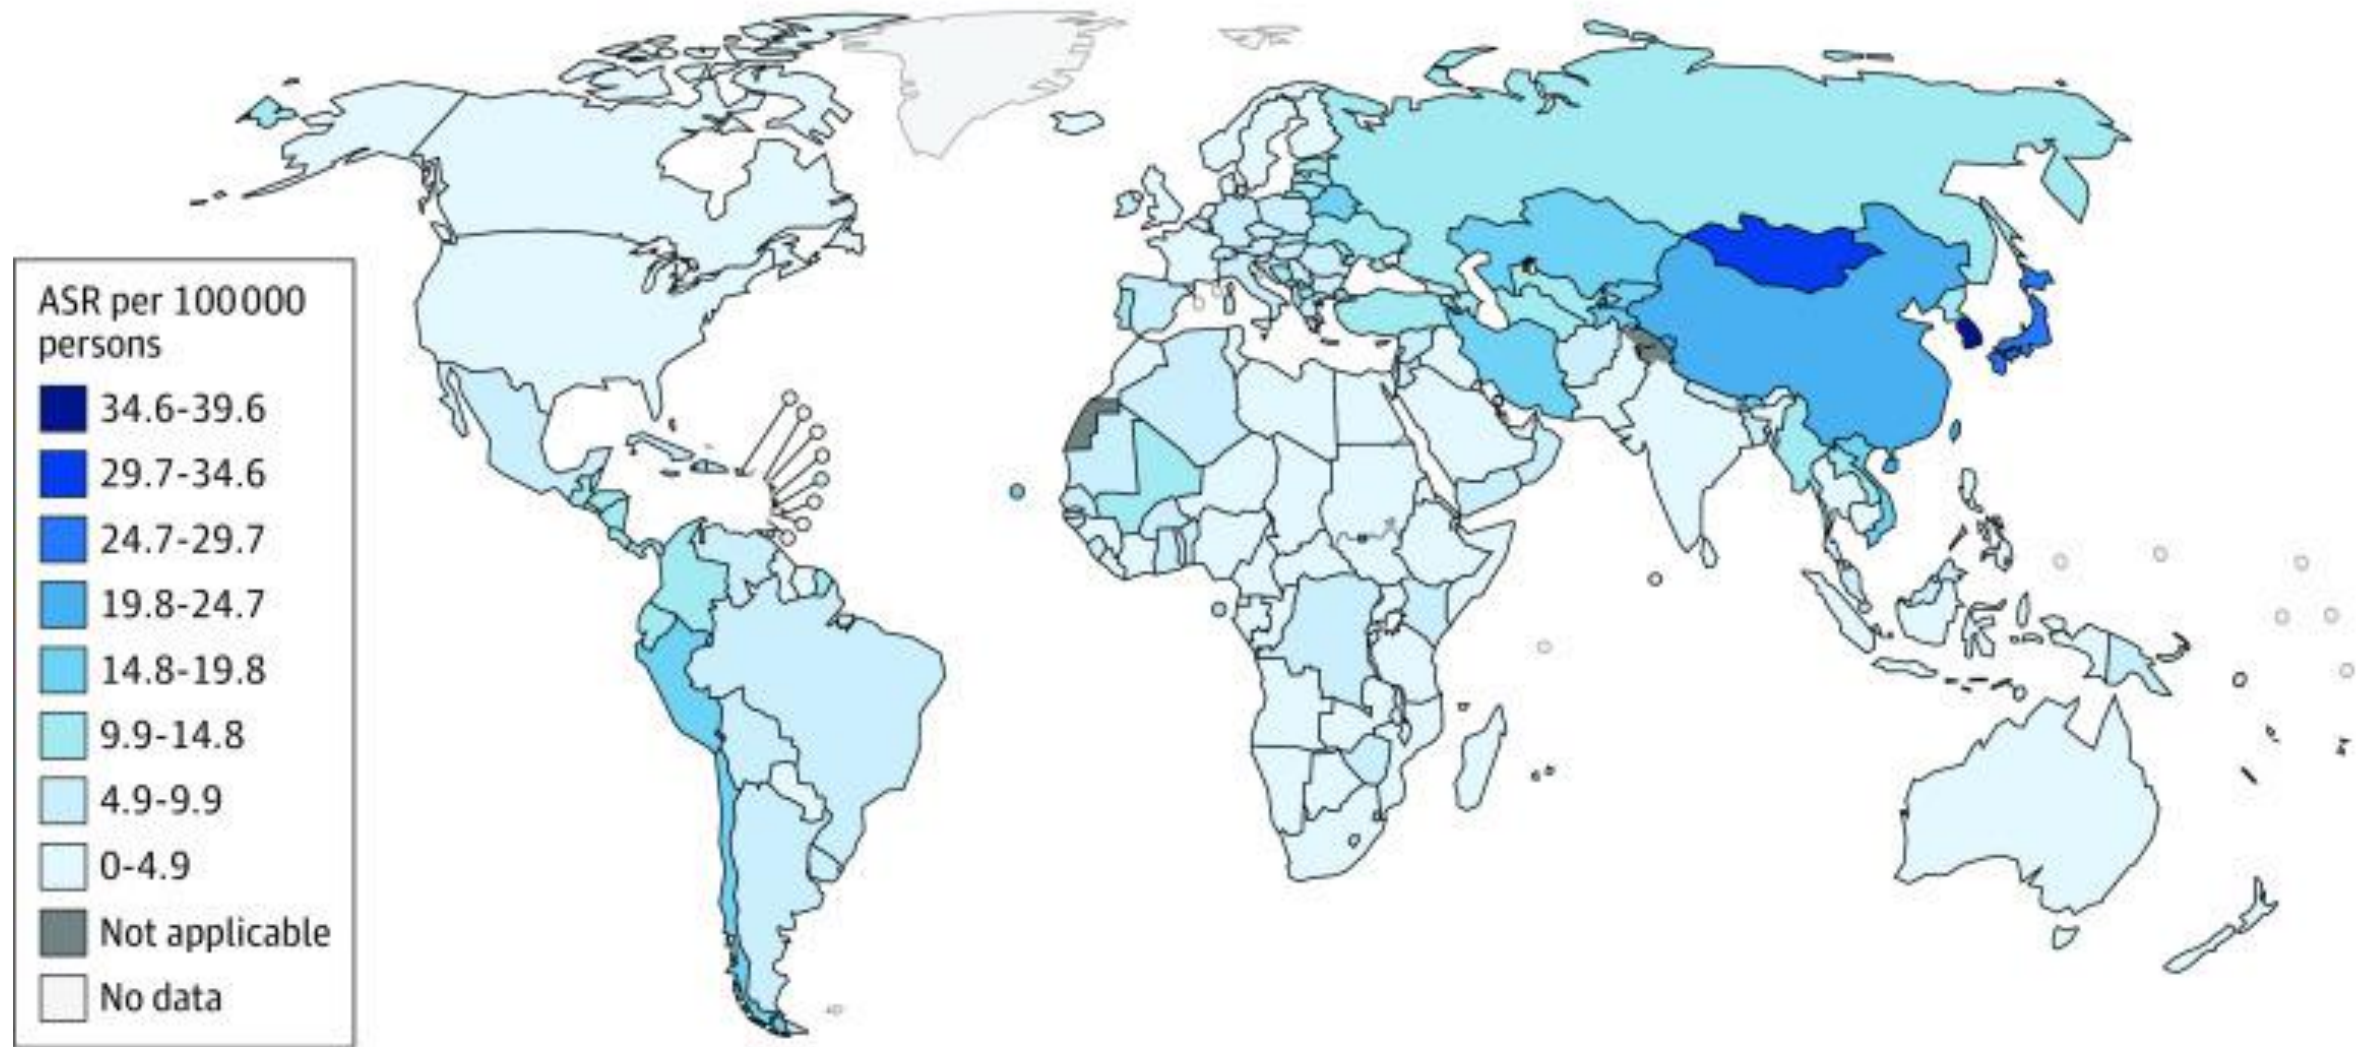 ASR per 100000
persons
34.6-39.6
29.7-34.6
24.7-29.7
19.8-24.7
14.8-19.8
9.9-14.8
4.9-9.9
0-4.9
Not applicable
No data